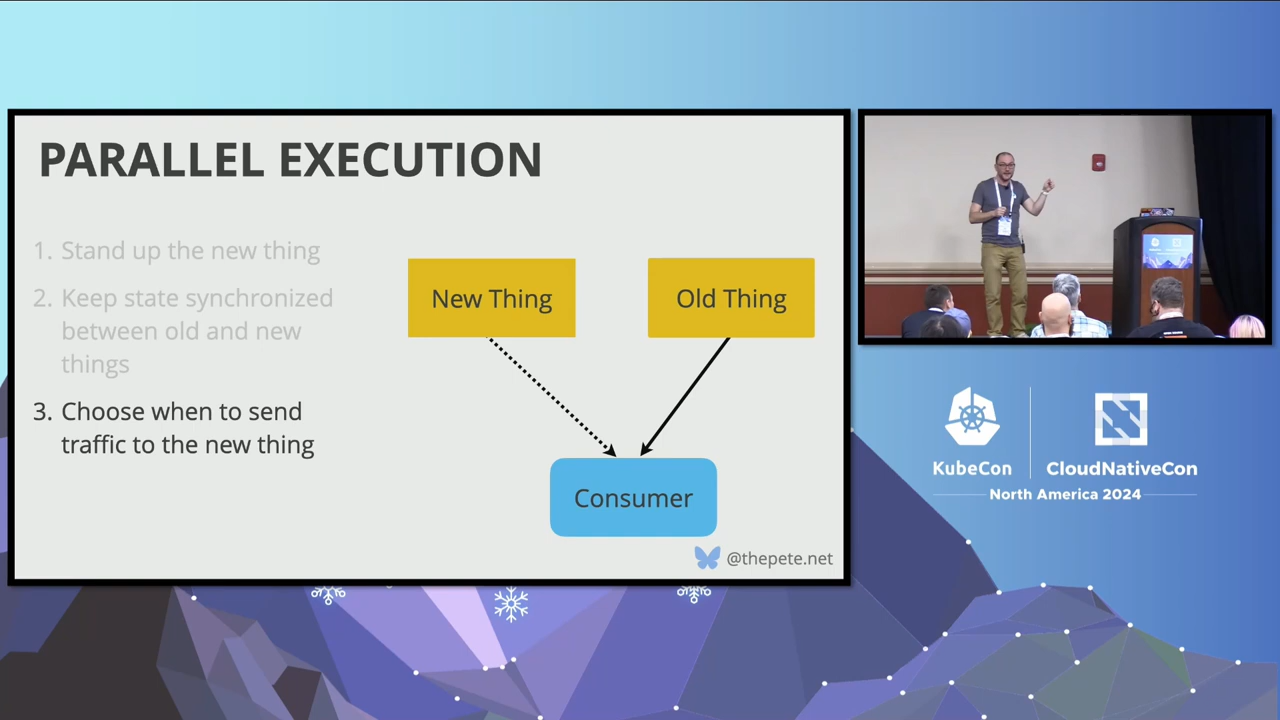 PARALLEL EXECUTION
1. Stand up the new thing
2. Keep state synchronized
between old and new
things
3. Choose when to send
traffic to the new thing
New Thing
Old Thing
Consumer
@thepete.net
KubeCon
CloudNativeCon
North America 2024